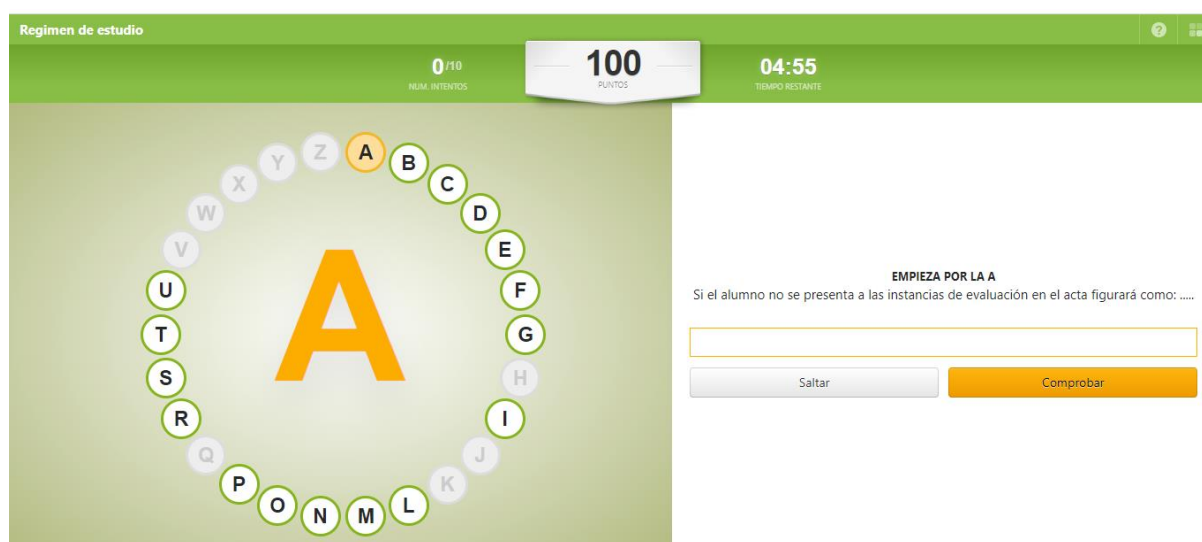 Regimen de estudio
?
0/10
NUM. INTENTOS
100
PUNTOS
04:55
TIEMPO RESTANTE
A
B
C
D
E
F
G
H
I
J
K
L
M
N
O
P
Q
R
S
T
U
V
W
X
Y
Z
A
EMPIEZA POR LA A
Si el alumno no se presenta a las instancias de evaluación en el acta figurará como: .....
Saltar
Comprobar